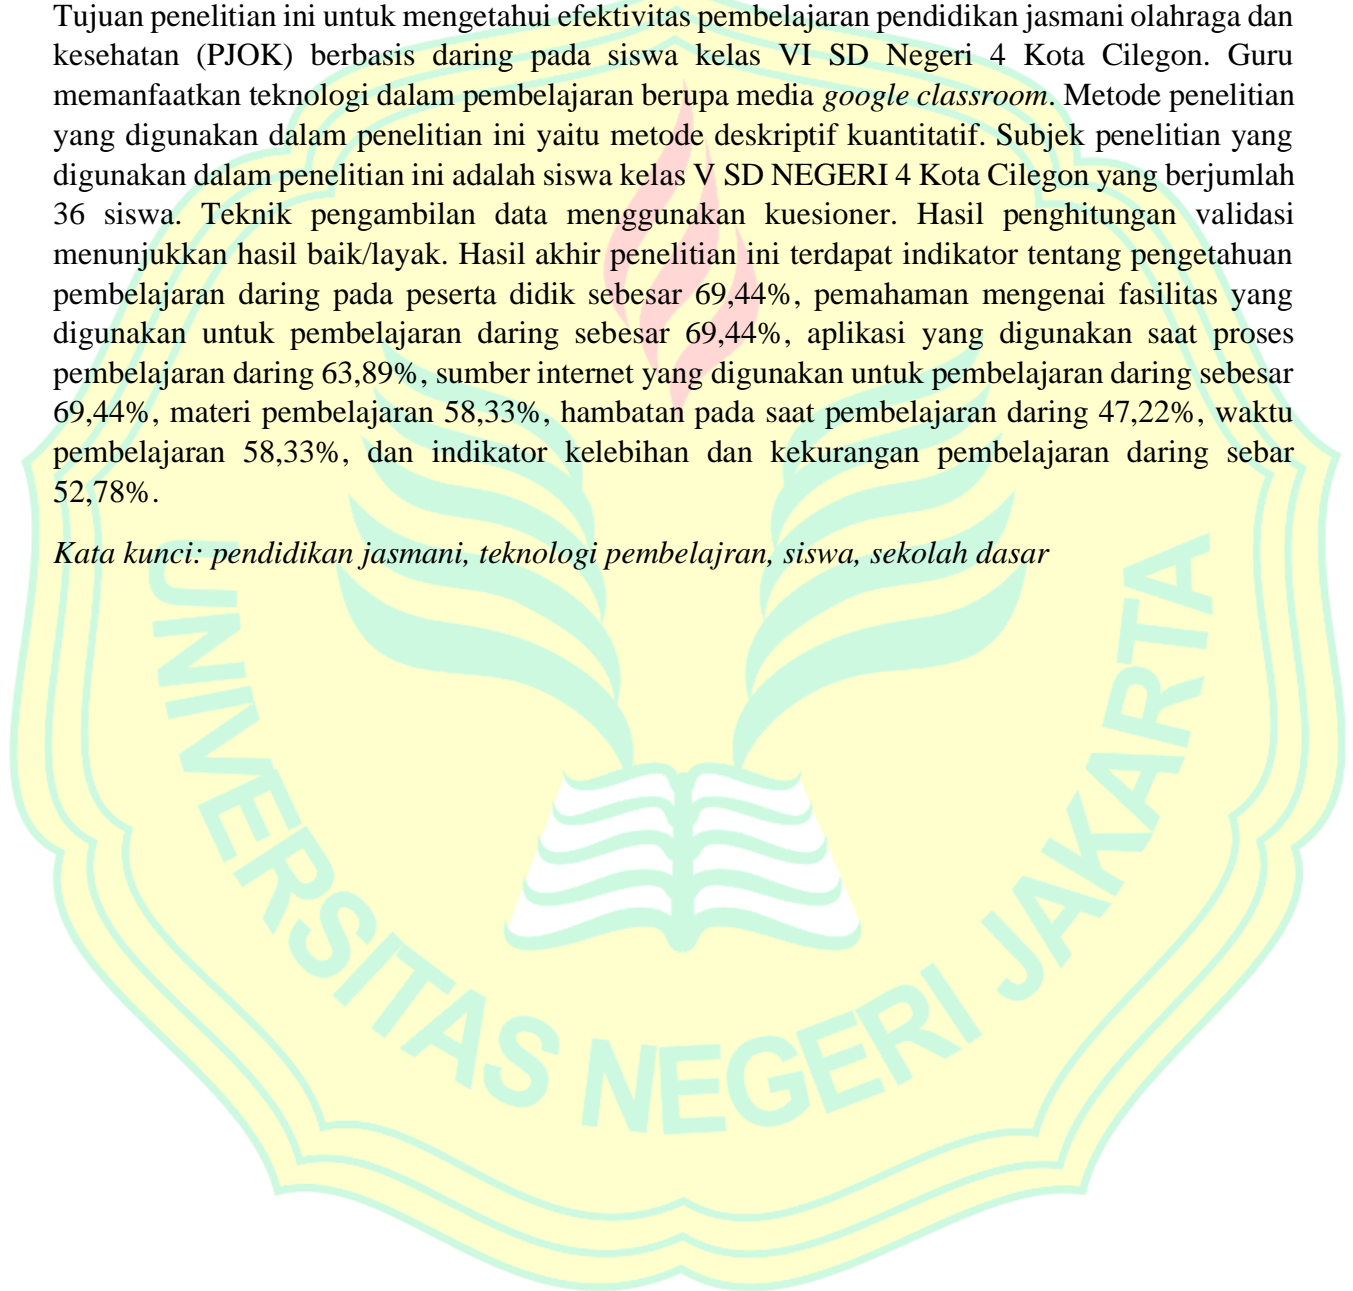 Tujuan penelitian ini untuk mengetahui efektivitas pembelajaran pendidikan jasmani olahraga dan
kesehatan (PJOK) berbasis daring pada siswa kelas VI SD Negeri 4 Kota Cilegon. Guru
memanfaatkan teknologi dalam pembelajaran berupa media google classroom. Metode penelitian
yang digunakan dalam penelitian ini yaitu metode deskriptif kuantitatif. Subjek penelitian yang
digunakan dalam penelitian ini adalah siswa kelas V SD NEGERI 4 Kota Cilegon yang berjumlah
36 siswa. Teknik pengambilan data menggunakan kuesioner. Hasil penghitungan validasi
menunjukkan hasil baik/layak. Hasil akhir penelitian ini terdapat indikator tentang pengetahuan
pembelajaran daring pada peserta didik sebesar 69,44%, pemahaman mengenai fasilitas yang
digunakan untuk pembelajaran daring sebesar 69,44%, aplikasi yang digunakan saat proses
pembelajaran daring 63,89%, sumber internet yang digunakan untuk pembelajaran daring sebesar
69,44%, materi pembelajaran 58,33%, hambatan pada saat pembelajaran daring 47,22%, waktu
pembelajaran 58,33%, dan indikator kelebihan dan kekurangan pembelajaran daring sebar
52,78%.
Kata kunci: pendidikan jasmani, teknologi pembelajran, siswa, sekolah dasar
UNIVERSITAS NEGERI JAKARTA